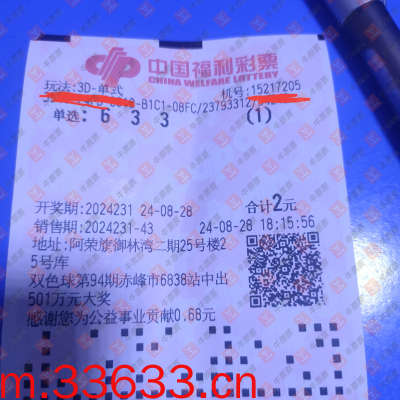 中国福利彩票
CHINA WELFARE LOTTERY
玩法:3D-单式 机号:15217205
B1C1-08FC/23793312/
单选: 6 3 3 (1)
开奖期:2024231 24-08-28 合计2元
销售期:2024231-43 24-08-28 18:15:56
地址:阿荣旗御林湾二期25号楼2
5号库
双色球第94期赤峰市6838站中出
501万元大奖
感谢您为公益事业贡献0.68元
m.33633.cn